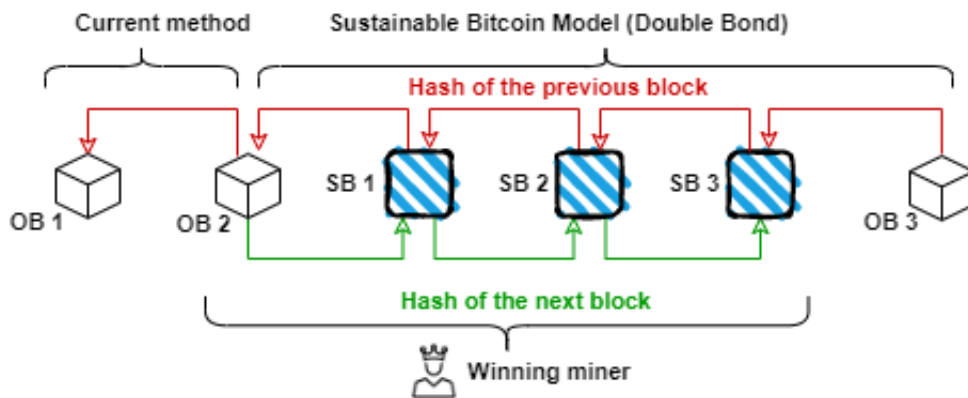 Current method
Sustainable Bitcoin Model (Double Bond)
Hash of the previous block
OB 1
OB 2
SB 1
SB 2
SB 3
OB 3
Hash of the next block
Winning miner